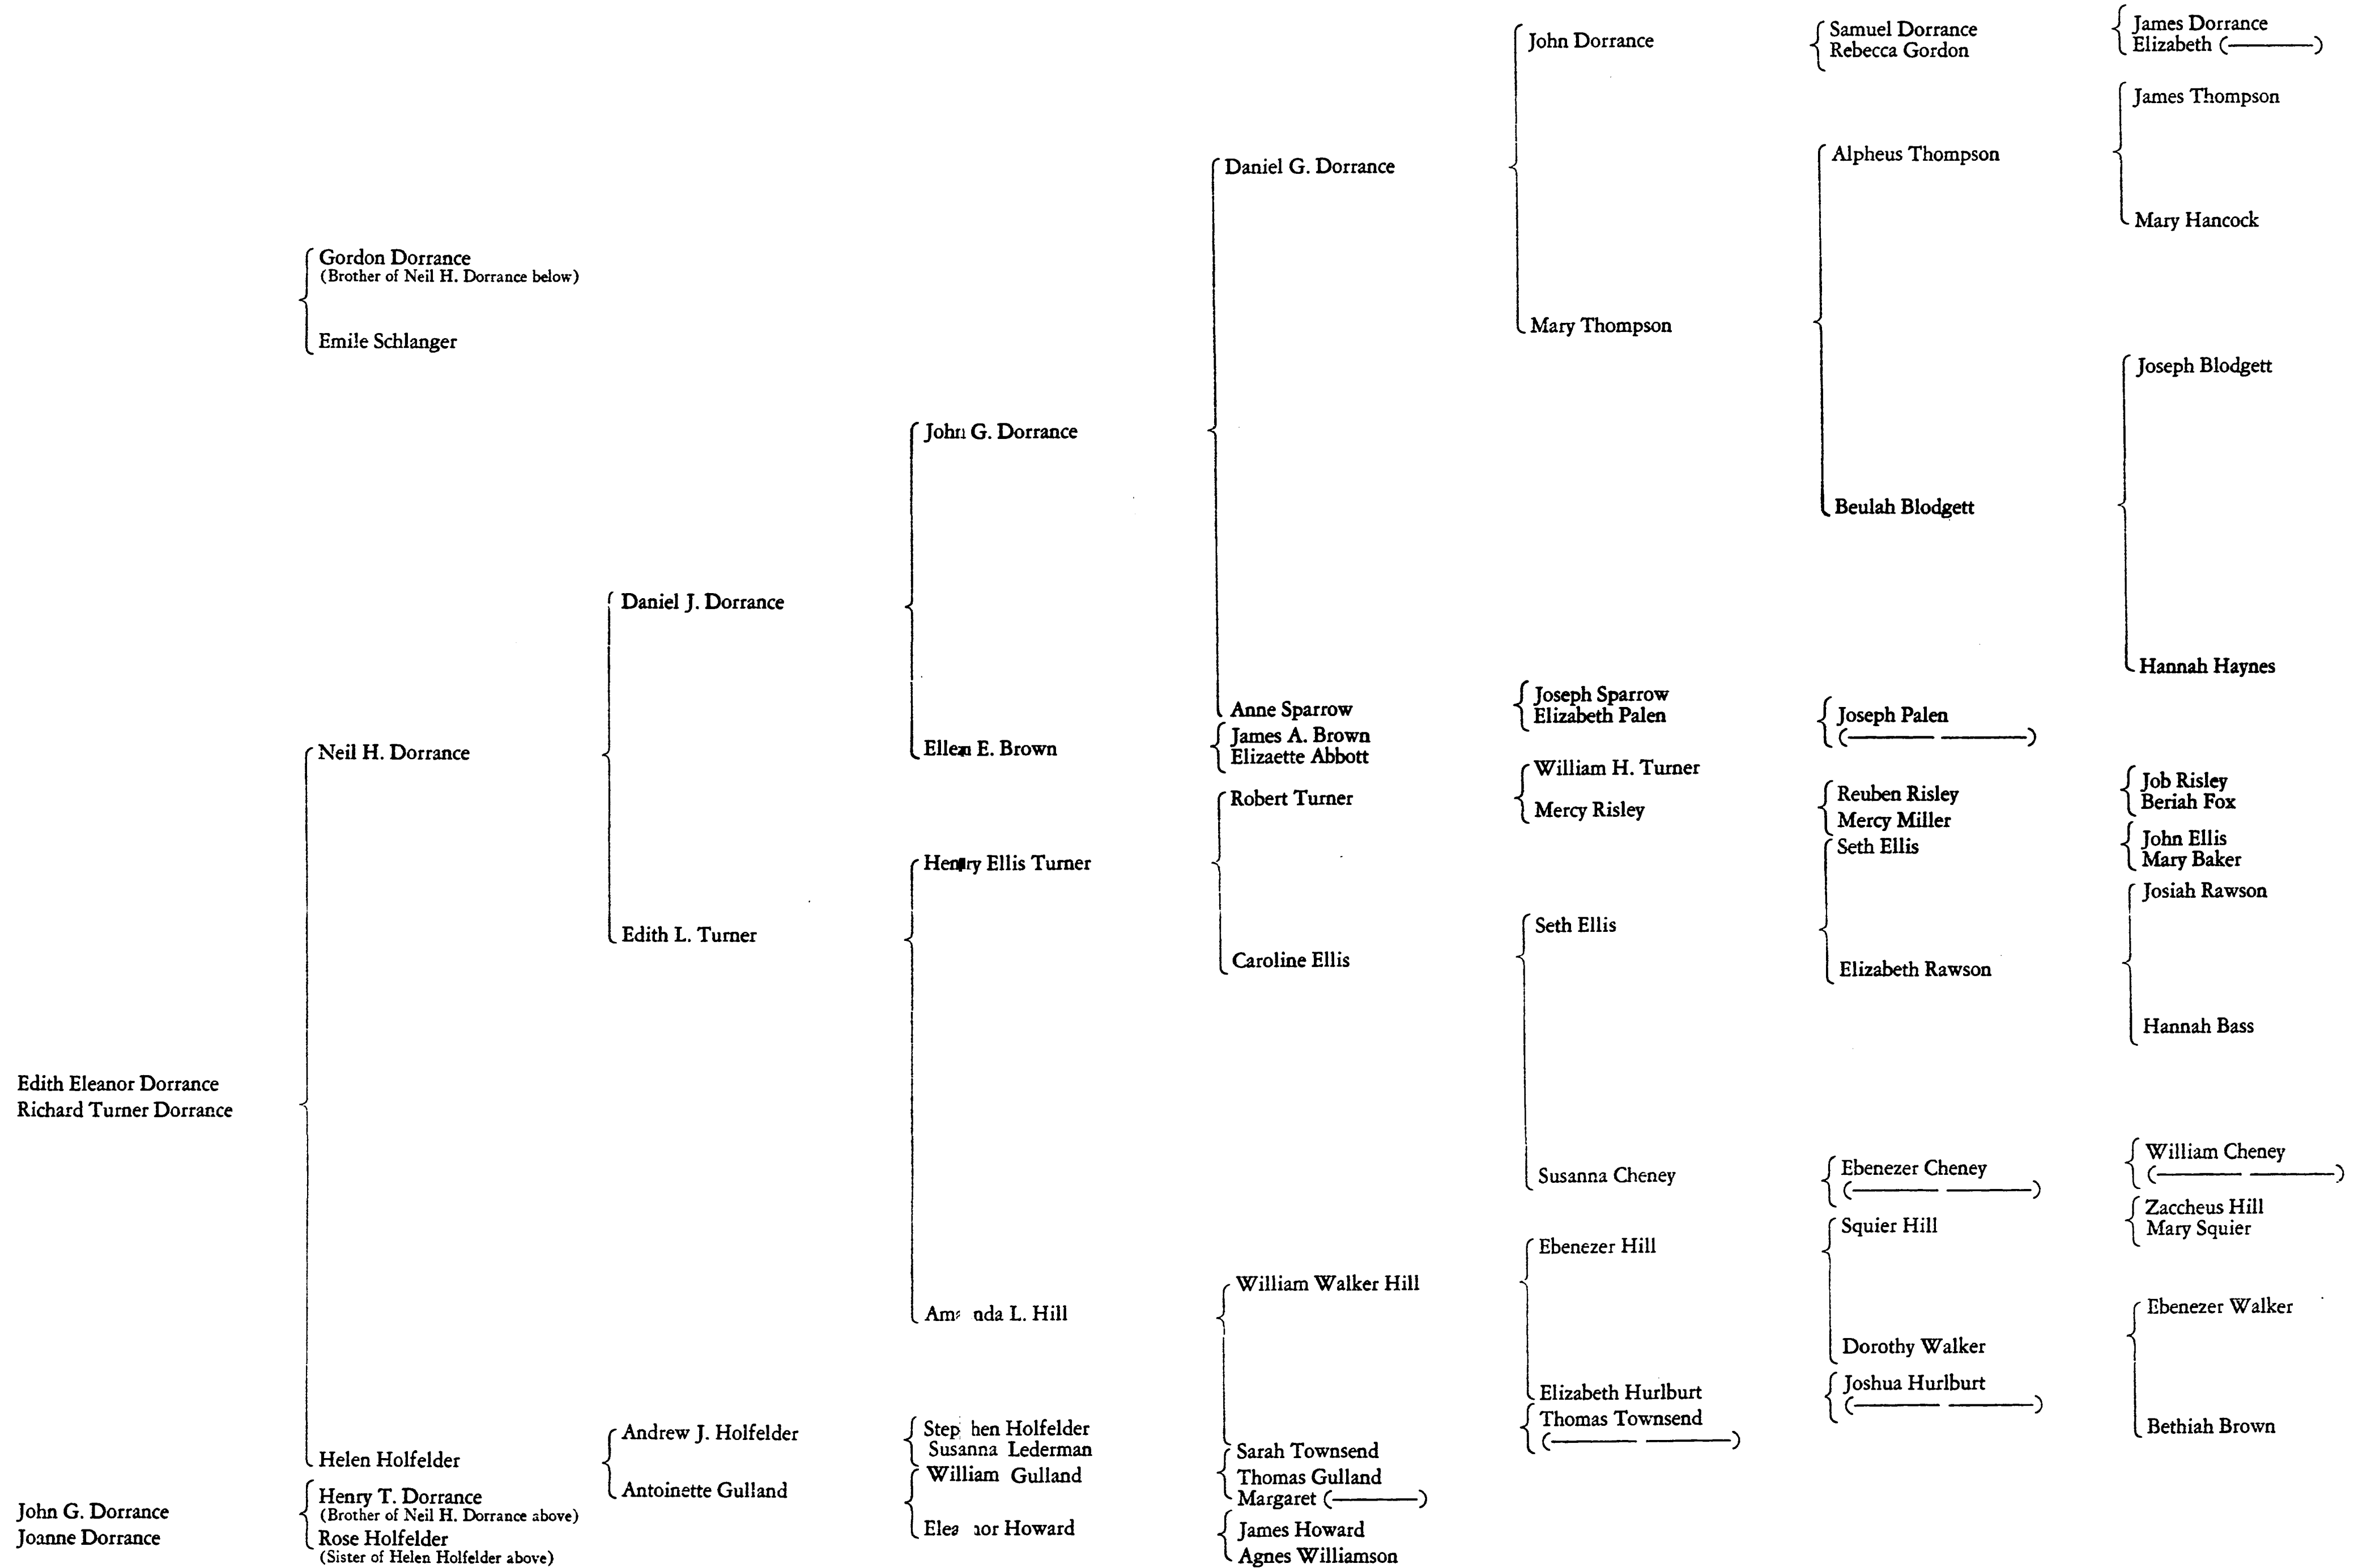 Edith Eleanor Dorrance
Richard Turner Dorrance
John G. Dorrance
Joanne Dorrance
Gordon Dorrance
(Brother of Neil H. Dorrance below)
Emile Schlanger
Neil H. Dorrance
Helen Holfelder
Henry T. Dorrance
(Brother of Neil H. Dorrance above)
Rose Holfelder
(Sister of Helen Holfelder above)
Daniel J. Dorrance
Edith L. Turner
Andrew J. Holfelder
Antoinette Gulland
John G. Dorrance
Ellen E. Brown
Henry Ellis Turner
Amanda L. Hill
Stephen Holfelder
Susanna Lederman
William Gulland
Eleanor Howard
Daniel G. Dorrance
Anne Sparrow
James A. Brown
Elizaette Abbott
Robert Turner
Caroline Ellis
William Walker Hill
Sarah Townsend
Thomas Gulland
Margaret (———)
James Howard
Agnes Williamson
John Dorrance
Mary Thompson
Joseph Sparrow
Elizabeth Palen
William H. Turner
Mercy Risley
Seth Ellis
Susanna Cheney
Ebenezer Hill
Elizabeth Hurlburt
Thomas Townsend
(——— ———)
Samuel Dorrance
Rebecca Gordon
Alpheus Thompson
Beulah Blodgett
Joseph Palen
(——— ———)
Reuben Risley
Mercy Miller
Seth Ellis
Elizabeth Rawson
Ebenezer Cheney
(——— ———)
Squier Hill
Dorothy Walker
Joshua Hurlburt
(——— ———)
James Dorrance
Elizabeth (———)
James Thompson
Mary Hancock
Joseph Blodgett
Hannah Haynes
Job Risley
Beriah Fox
John Ellis
Mary Baker
Josiah Rawson
Hannah Bass
William Cheney
(——— ———)
Zaccheus Hill
Mary Squier
Ebenezer Walker
Bethiah Brown